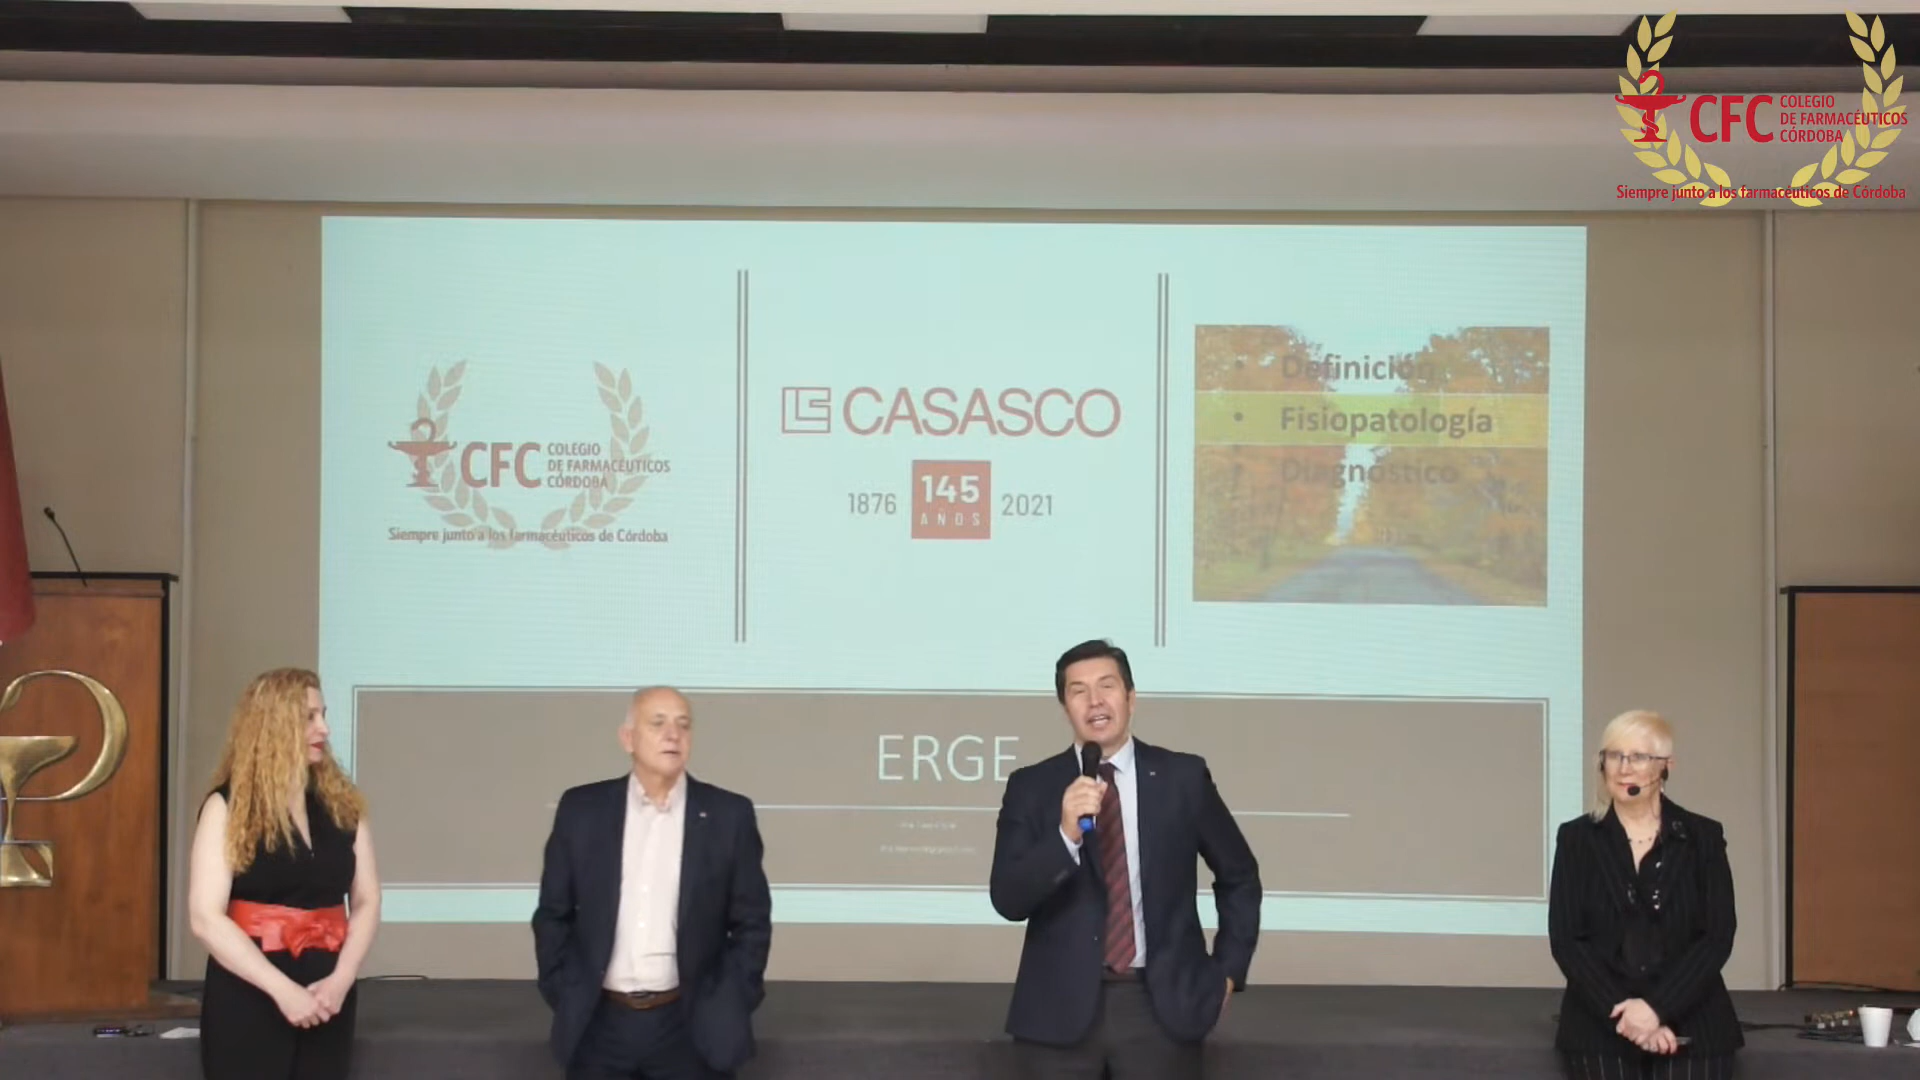 CFC COLEGIO
DE FARMACÉUTICOS
CÓRDOBA
Siempre junto a los farmacéuticos de Córdoba
CFC COLEGIO
DE FARMACÉUTICOS
CÓRDOBA
Siempre junto a los farmacéuticos de Córdoba
CASASCO
1876 145 AÑOS 2021
• Definición
• Fisiopatología
• Diagnóstico
ERGE